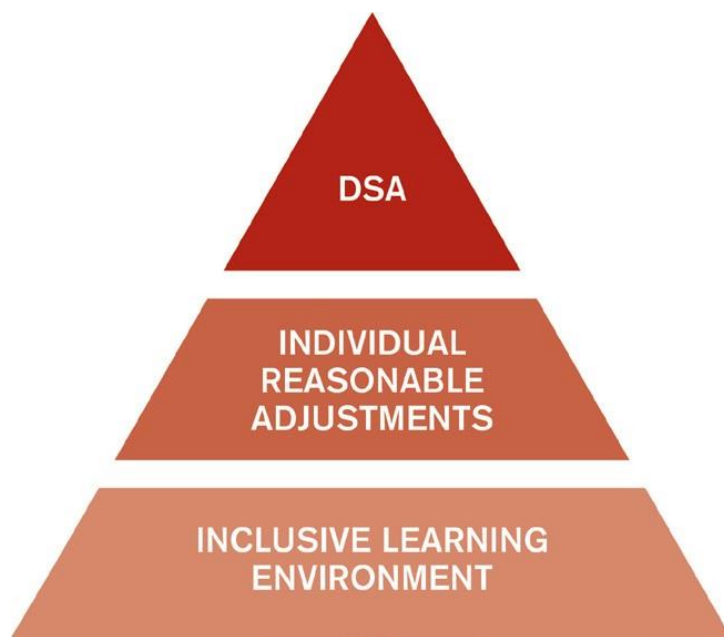 DSA
INDIVIDUAL
REASONABLE
ADJUSTMENTS
INCLUSIVE LEARNING
ENVIRONMENT